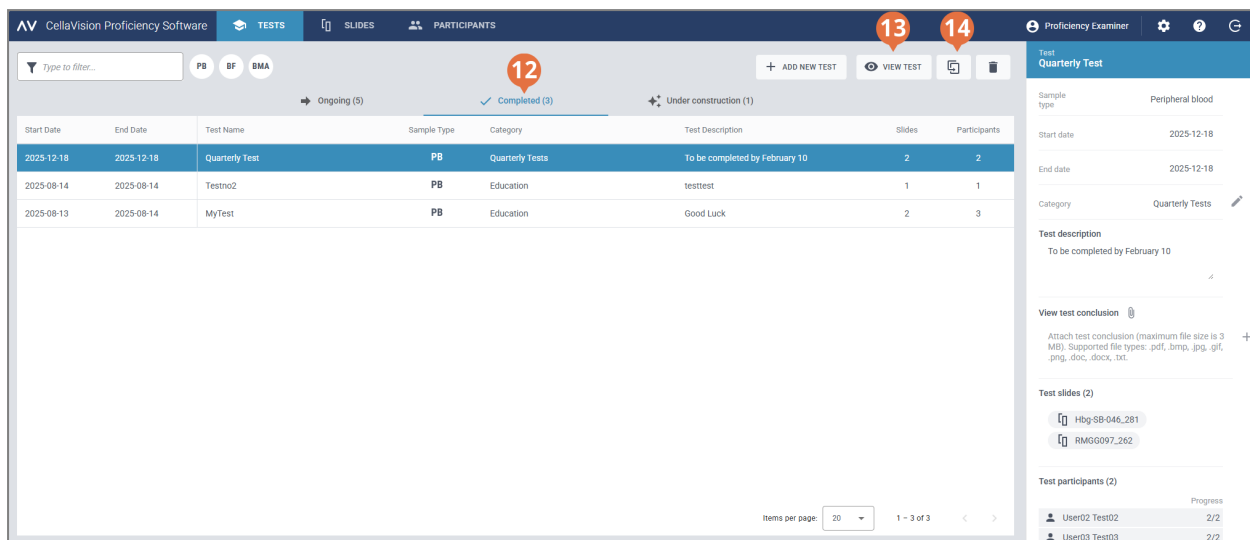 CellaVision Proficiency Software TESTS SLIDES PARTICIPANTS 13 14 Proficiency Examiner
Type to filter... PB BF BMA 12 ADD NEW TEST VIEW TEST
Ongoing (5) Completed (3) Under construction (1)
Start Date End Date Test Name Sample Type Category Test Description Slides Participants
2025-12-18 2025-12-18 Quarterly Test PB Quarterly Tests To be completed by February 10 2 2
2025-08-14 2025-08-14 Testno2 PB Education testtest 1 1
2025-08-13 2025-08-14 MyTest PB Education Good Luck 2 3
Items per page: 20 1 – 3 of 3
Test
Quarterly Test
Sample
type
Peripheral blood
Start date 2025-12-18
End date 2025-12-18
Category Quarterly Tests
Test description
To be completed by February 10
View test conclusion
Attach test conclusion (maximum file size is 3
MB). Supported file types: .pdf, .bmp, .jpg, .gif,
.png, .doc, .docx, .txt.
Test slides (2)
Hbg-SB-046_281
RMGG097_262
Test participants (2)
Progress
User02 Test02 2/2
User03 Test03 2/2